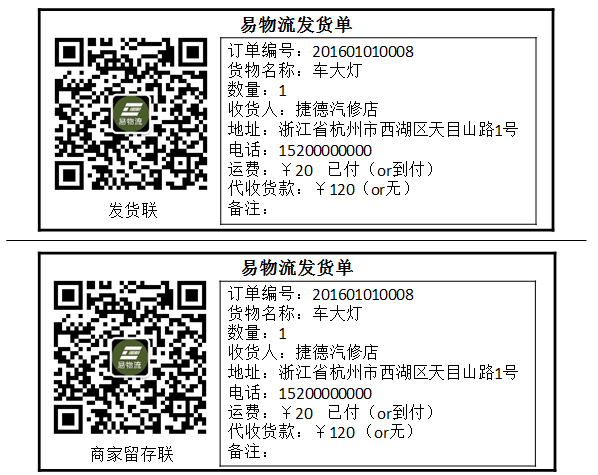 易物流发货单
订单编号：201601010008
货物名称：车大灯
数量：1
收货人：捷德汽修店
地址：浙江省杭州市西湖区天目山路1号
电话：15200000000
运费：￥20 已付（or到付）
代收货款：￥120（or无）
备注：
易物流
发货联
易物流发货单
订单编号：201601010008
货物名称：车大灯
数量：1
收货人：捷德汽修店
地址：浙江省杭州市西湖区天目山路1号
电话：15200000000
运费：￥20 已付（or到付）
代收货款：￥120（or无）
备注：
易物流
商家留存联